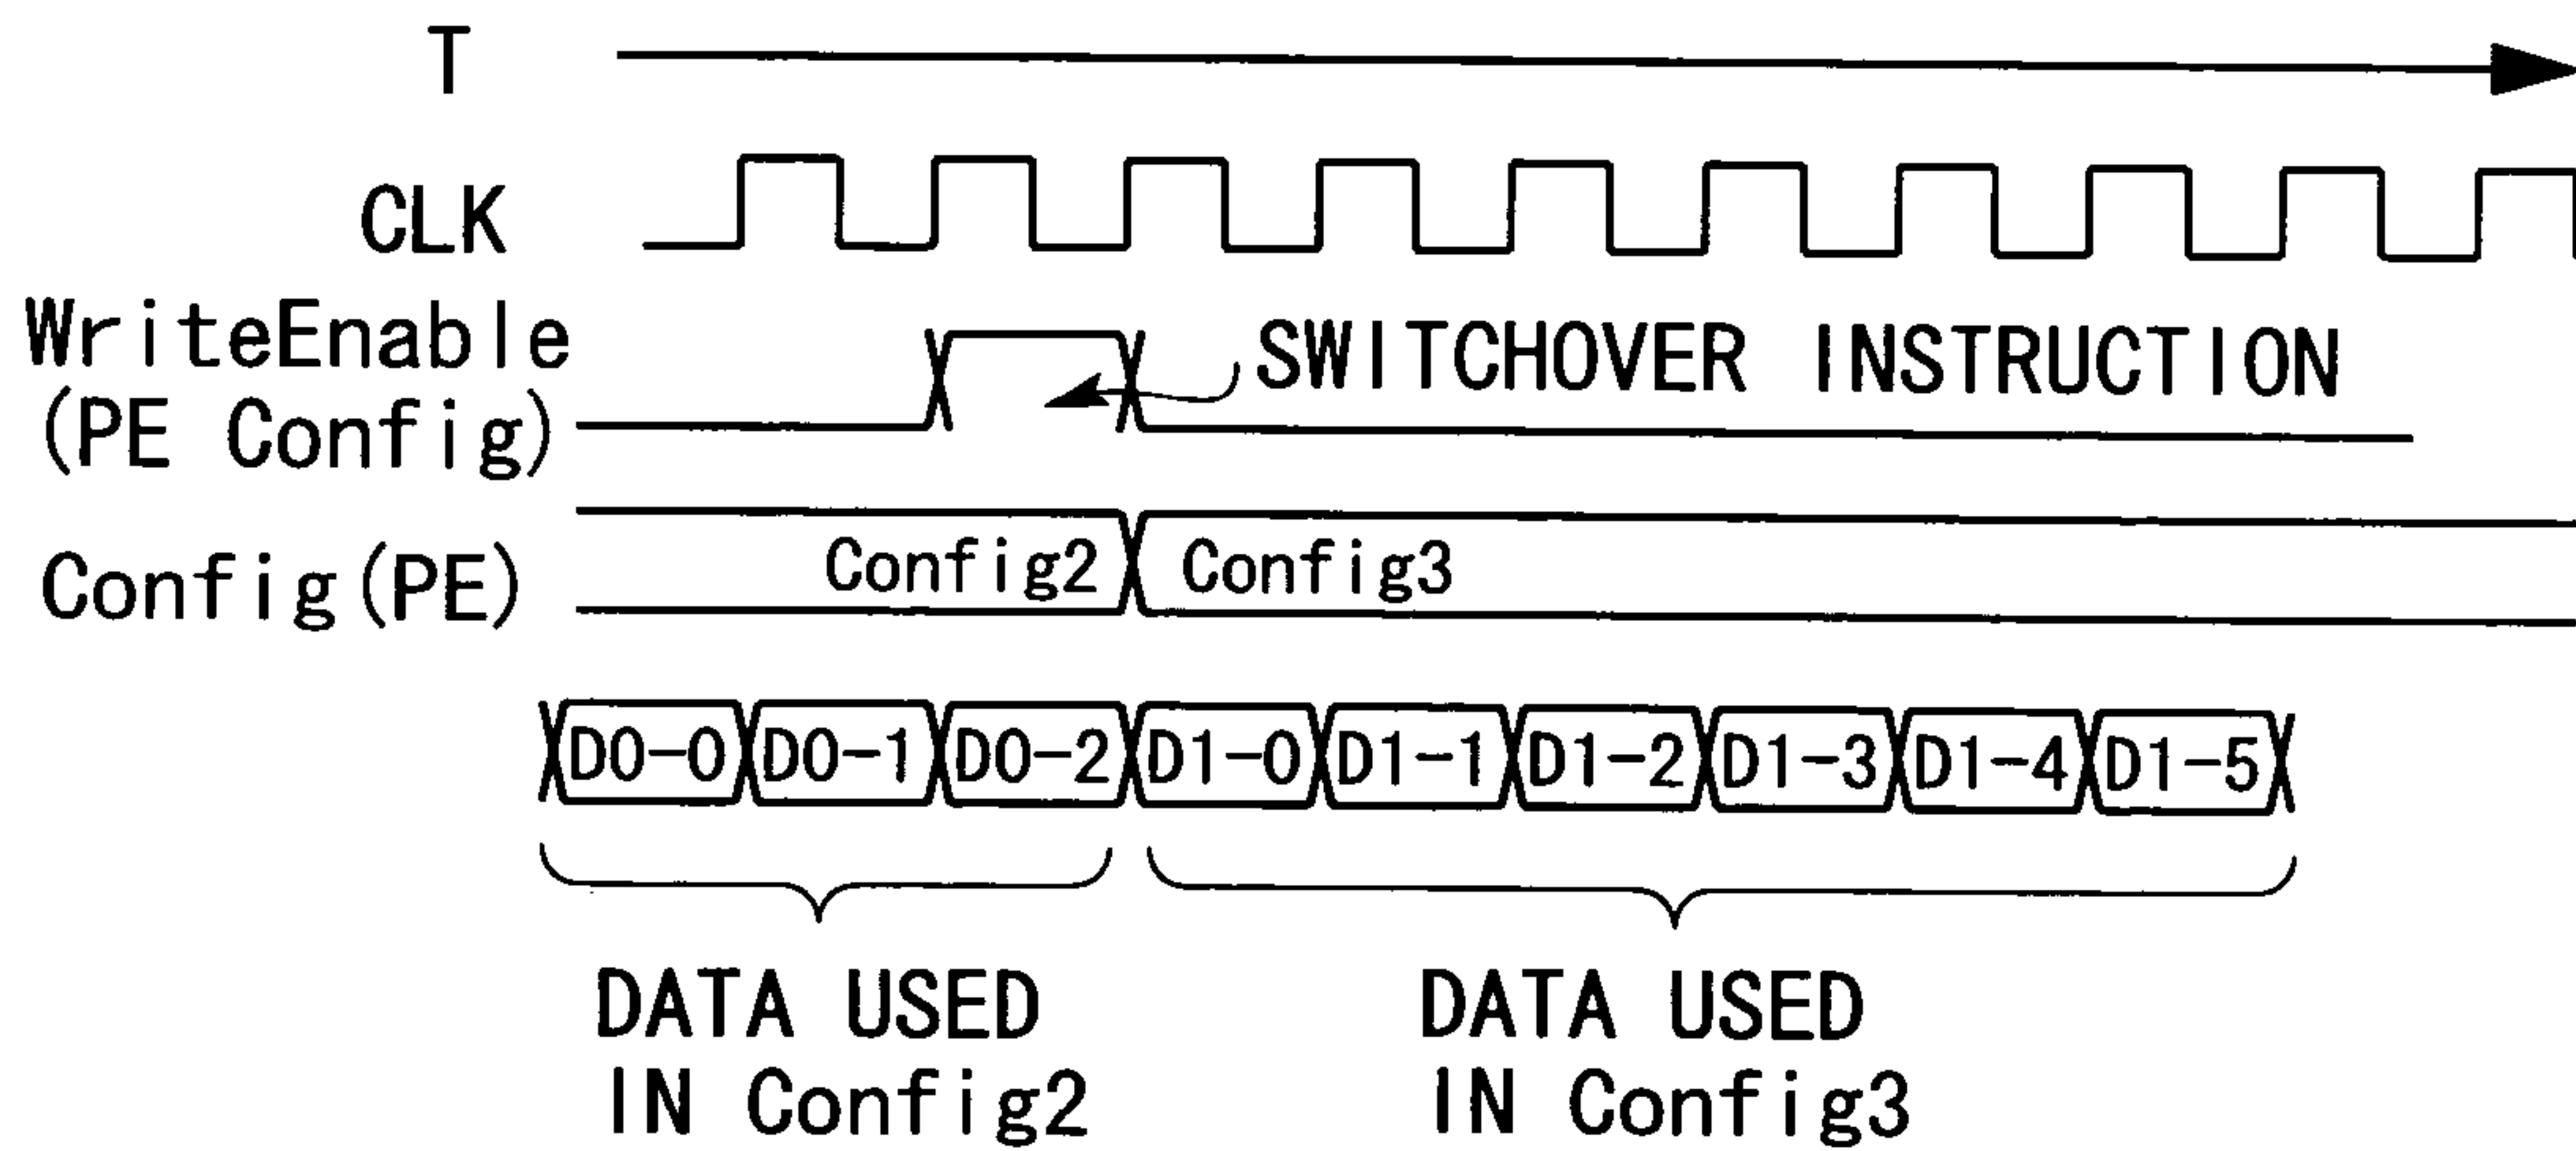 T
CLK
WriteEnable
(PE Config)
SWITCHOVER INSTRUCTION
Config(PE)
Config2
Config3
D0-0 D0-1 D0-2 D1-0 D1-1 D1-2 D1-3 D1-4 D1-5
DATA USED
IN Config2
DATA USED
IN Config3